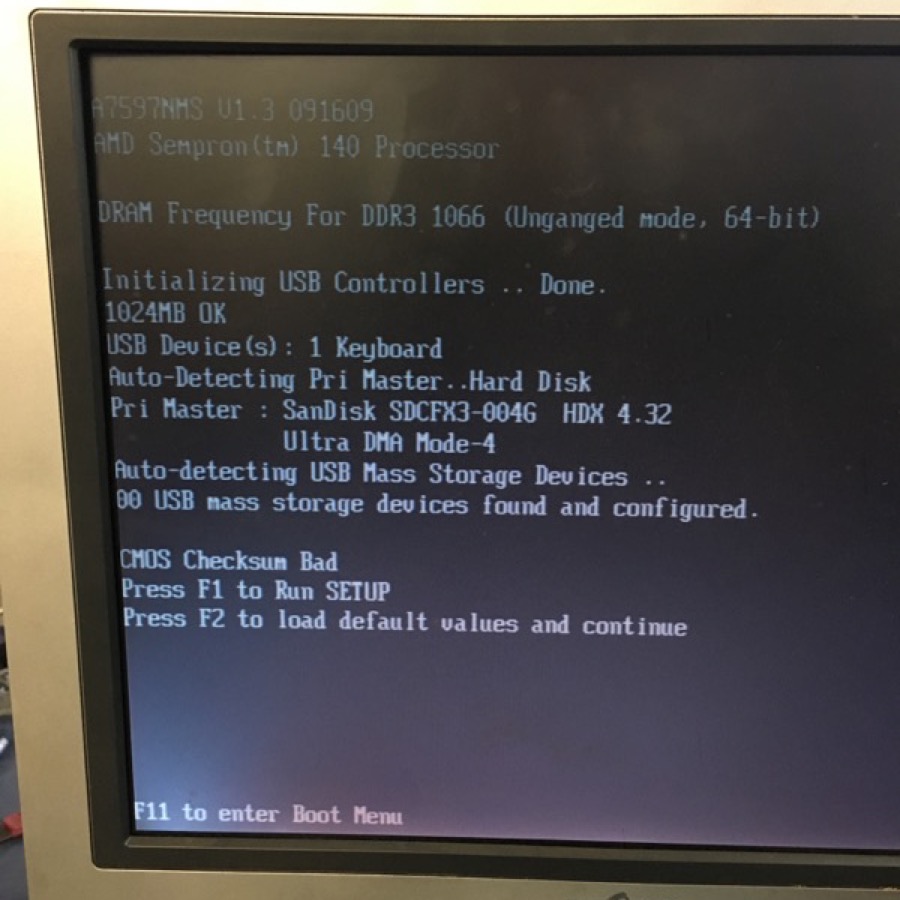 A7597NMS V1.3 091609
AMD Sempron(tm) 140 Processor
DRAM Frequency For DDR3 1066 (Unganged mode, 64-bit)
Initializing USB Controllers .. Done.
1024MB OK
USB Device(s): 1 Keyboard
Auto-Detecting Pri Master..Hard Disk
Pri Master : SanDisk SDCFX3-004G HDX 4.32
Ultra DMA Mode-4
Auto-detecting USB Mass Storage Devices ..
00 USB mass storage devices found and configured.
CMOS Checksum Bad
Press F1 to Run SETUP
Press F2 to load default values and continue
F11 to enter Boot Menu